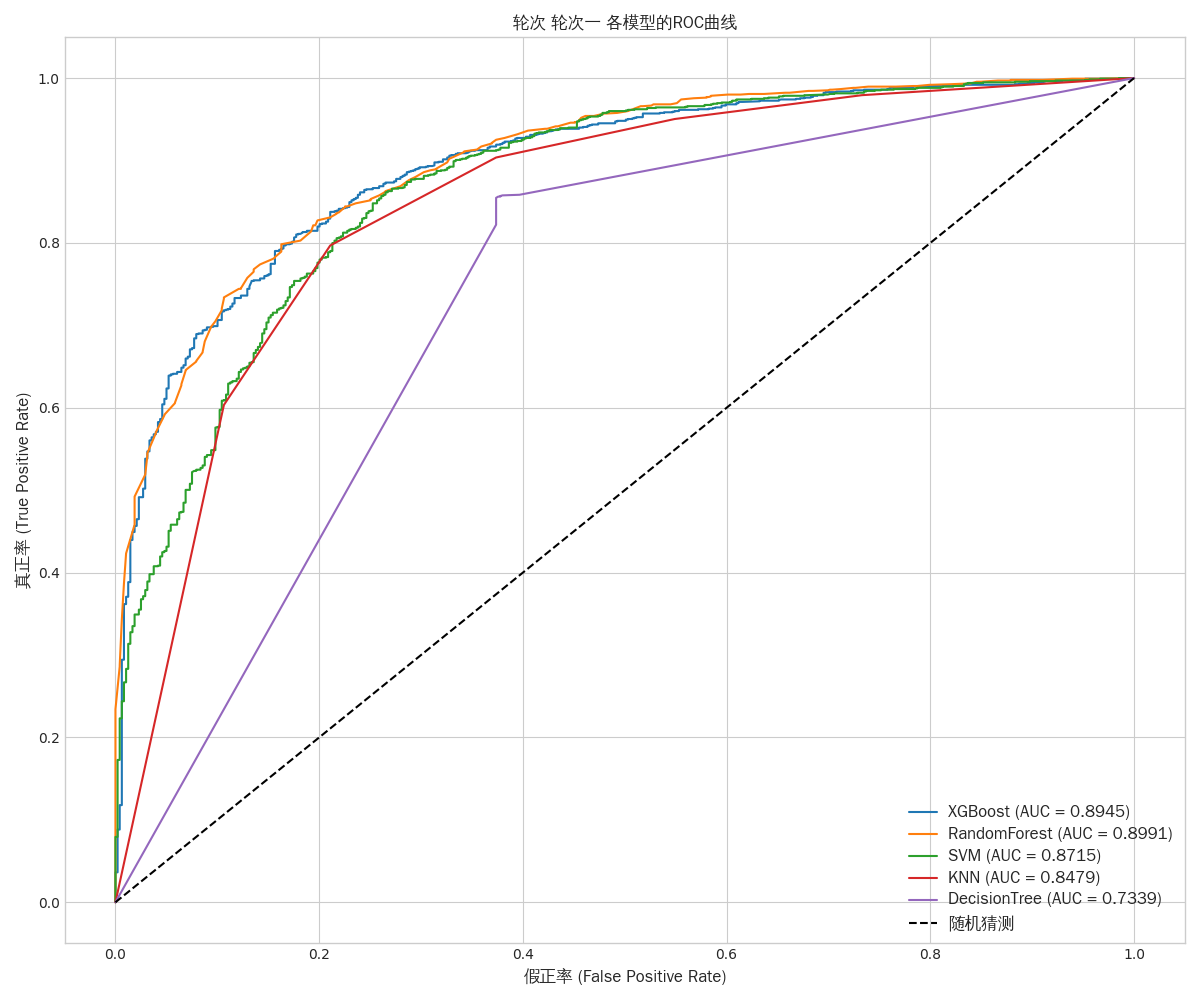 轮次 轮次一 各模型的ROC曲线
真正率 (True Positive Rate)
1.0
0.8
0.6
0.4
0.2
0.0
XGBoost (AUC = 0.8945)
RandomForest (AUC = 0.8991)
SVM (AUC = 0.8715)
KNN (AUC = 0.8479)
DecisionTree (AUC = 0.7339)
随机猜测
0.0 0.2 0.4 0.6 0.8 1.0
假正率 (False Positive Rate)